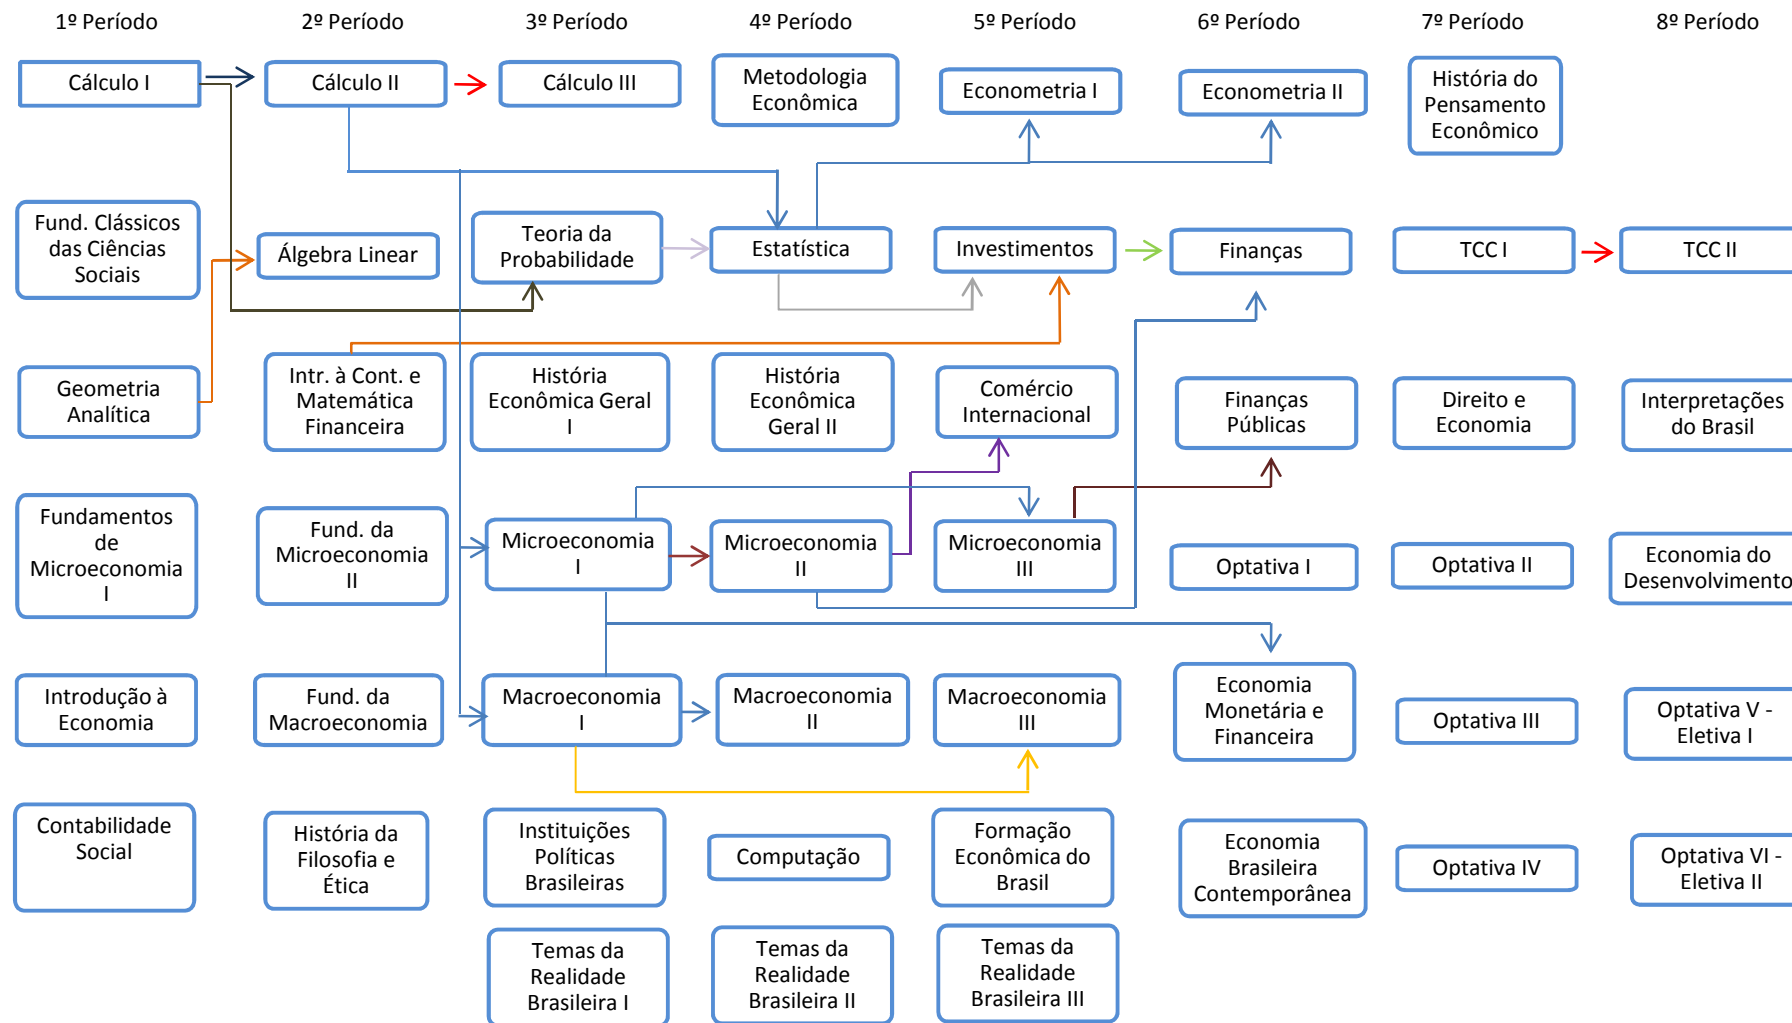 1º Período
2º Período
3º Período
4º Período
5º Período
6º Período
7º Período
8º Período
Cálculo I
Cálculo II
Cálculo III
Metodologia
Econômica
Econometria I
Econometria II
História do
Pensamento
Econômico
Fund. Clássicos
das Ciências
Sociais
Álgebra Linear
Teoria da
Probabilidade
Estatística
Investimentos
Finanças
TCC I
TCC II
Geometria
Analítica
Intr. à Cont. e
Matemática
Financeira
História
Econômica Geral
I
História
Econômica
Geral II
Comércio
Internacional
Finanças
Públicas
Direito e
Economia
Interpretações
do Brasil
Fundamentos
de
Microeconomia
I
Fund. da
Microeconomia
II
Microeconomia
I
Microeconomia
II
Microeconomia
III
Optativa I
Optativa II
Economia do
Desenvolvimento
Introdução à
Economia
Fund. da
Macroeconomia
Macroeconomia
I
Macroeconomia
II
Macroeconomia
III
Economia
Monetária e
Financeira
Optativa III
Optativa V -
Eletiva I
Contabilidade
Social
História da
Filosofia e
Ética
Instituições
Políticas
Brasileiras
Computação
Formação
Econômica do
Brasil
Economia
Brasileira
Contemporânea
Optativa IV
Optativa VI -
Eletiva II
Temas da
Realidade
Brasileira I
Temas da
Realidade
Brasileira II
Temas da
Realidade
Brasileira III